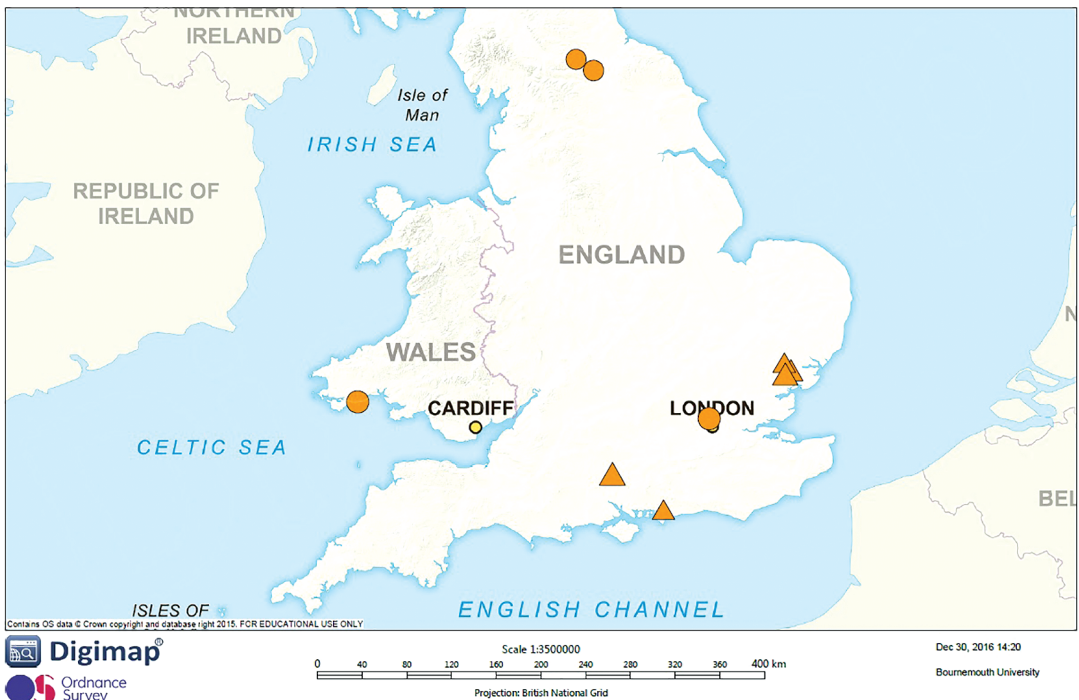 NORTHERN
IRELAND
Isle of
Man
IRISH SEA
REPUBLIC OF
IRELAND
ENGLAND
WALES
CARDIFF
LONDON
CELTIC SEA
BEL
N
ISLES OF
ENGLISH CHANNEL
Contains OS data © Crown copyright and database right 2015. FOR EDUCATIONAL USE ONLY
Digimap®
Ordnance
Survey
Scale 1:3500000
0 40 80 120 160 200 240 280 320 360 400 km
Projection: British National Grid
Dec 30, 2016 14:20
Bournemouth University